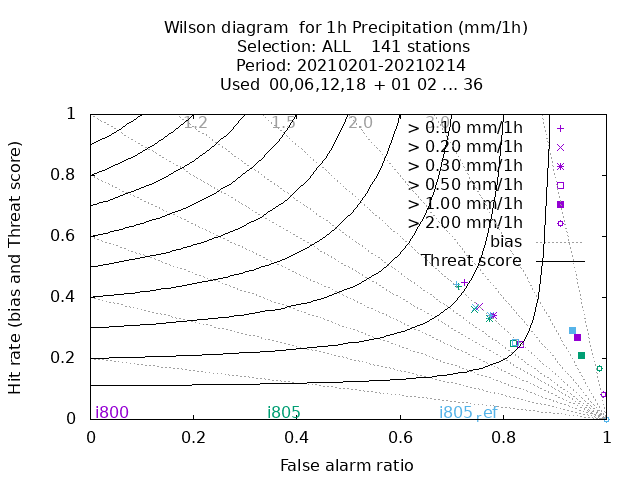 Wilson diagram  for 1h Precipitation (mm/1h)
Selection: ALL    141 stations
Period: 20210201-20210214
Used  00,06,12,18  + 01 02 ... 36
Hit rate (bias and Threat score)
1
0.8
0.6
0.4
0.2
0
1.2
1.5
2.0
3.0
> 0.10 mm/1h
> 0.20 mm/1h
> 0.30 mm/1h
> 0.50 mm/1h
> 1.00 mm/1h
> 2.00 mm/1h
bias
Threat score
i800
i805
i805ref
0
0.2
0.4
0.6
0.8
1
False alarm ratio